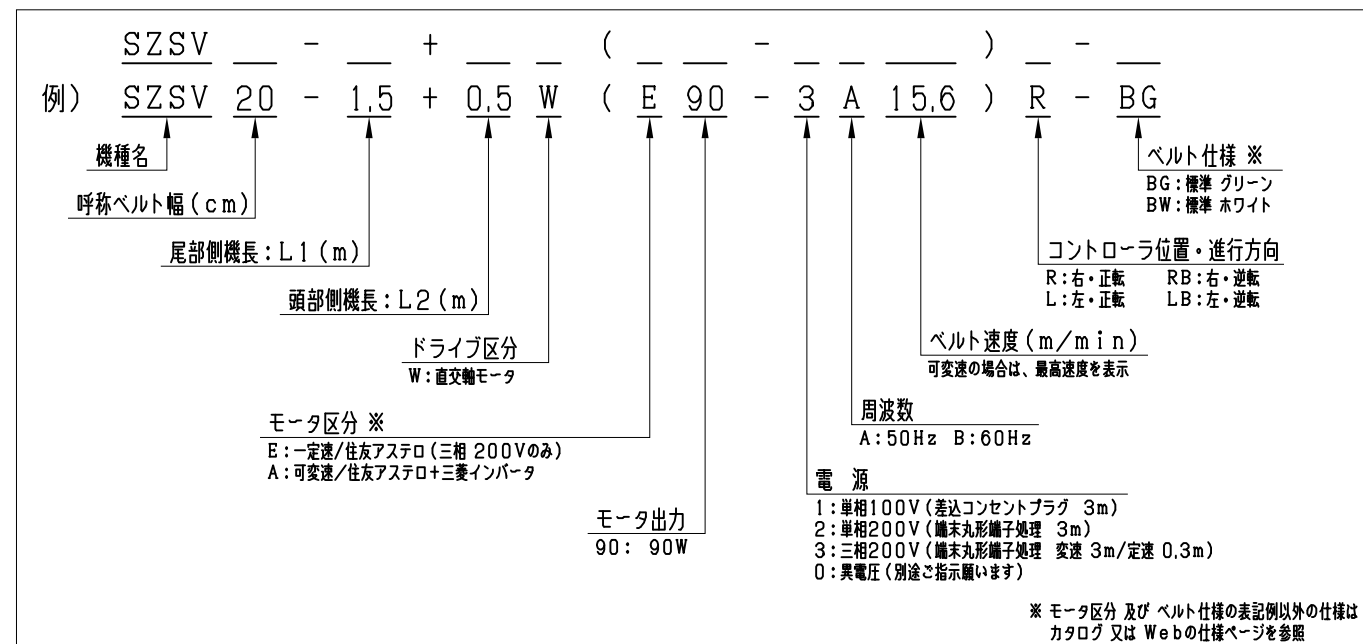 SZSV － ＋ （ － ） －
例） SZSV 20 － 1.5 ＋ 0.5 W （ E 90 － 3 A 15.6 ） R － BG
機種名
呼称ベルト幅（cm）
尾部側機長：L1（m）
頭部側機長：L2（m）
ドライブ区分
W：直交軸モータ
モータ区分 ※
E：一定速/住友アステロ（三相 200Vのみ）
A：可変速/住友アステロ＋三菱インバータ
モータ出力
90： 90W
電 源
1：単相100V（差込コンセントプラグ 3m）
2：単相200V（端末丸形端子処理 3m）
3：三相200V（端末丸形端子処理 変速 3m/定速 0.3m）
0：異電圧（別途ご指示願います）
周波数
A：50Hz B：60Hz
ベルト速度（m/min）
可変速の場合は、最高速度を表示
コントローラ位置・進行方向
R：右・正転 RB：右・逆転
L：左・正転 LB：左・逆転
ベルト仕様 ※
BG：標準 グリーン
BW：標準 ホワイト
※ モータ区分 及び ベルト仕様の表記例以外の仕様は
カタログ 又は Webの仕様ページを参照